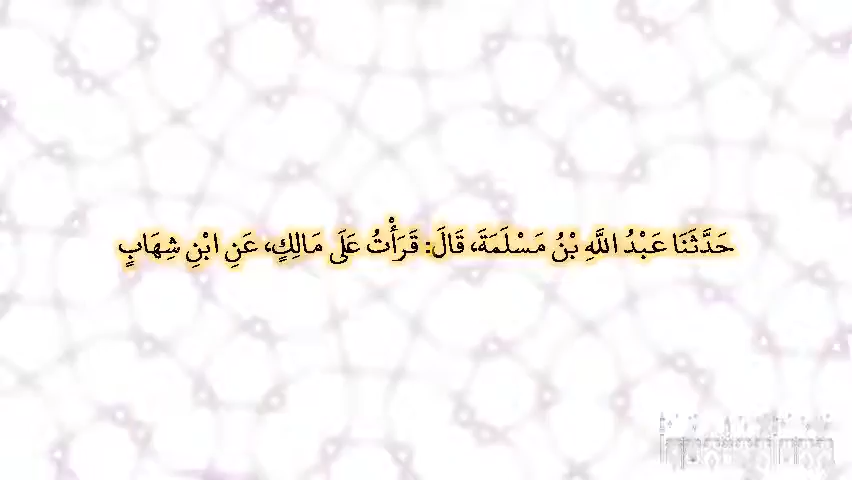 حَدَّثَنَا عَبْدُ اللَّهِ بْنُ مَسْلَمَةَ، قَالَ: قَرَأْتُ عَلَى مَالِكٍ، عَنِ ابْنِ شِهَابٍ